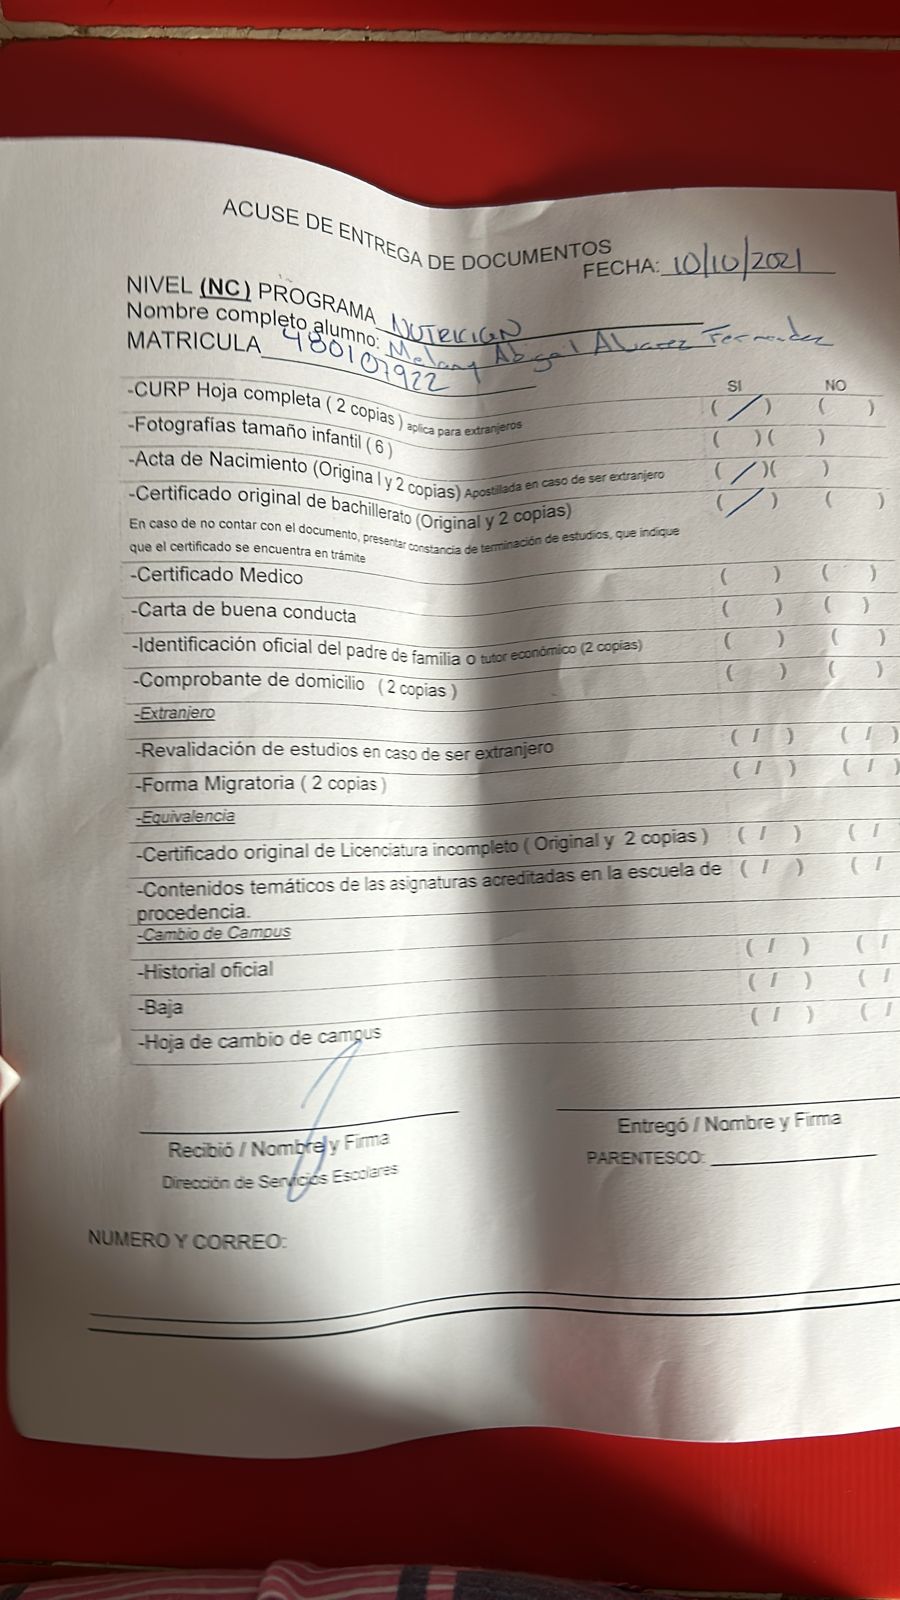 ACUSE DE ENTREGA DE DOCUMENTOS
FECHA: 10/10/2021
NIVEL (NC) PROGRAMA NUTRICION
Nombre completo alumno: Melany Abigail Alvarez Fernandez
MATRICULA 480107922
SI NO
-CURP Hoja completa ( 2 copias ) aplica para extranjeros ( / ) ( )
-Fotografías tamaño infantil ( 6 ) ( ) ( )
-Acta de Nacimiento (Origina l y 2 copias) Apostillada en caso de ser extranjero ( / ) ( )
-Certificado original de bachillerato (Original y 2 copias) ( / ) ( )
En caso de no contar con el documento, presentar constancia de terminación de estudios, que indique
que el certificado se encuentra en trámite
-Certificado Medico ( ) ( )
-Carta de buena conducta ( ) ( )
-Identificación oficial del padre de familia o tutor económico (2 copias) ( ) ( )
-Comprobante de domicilio ( 2 copias ) ( ) ( )
-Extranjero
-Revalidación de estudios en caso de ser extranjero ( / ) ( / )
-Forma Migratoria ( 2 copias ) ( / ) ( / )
-Equivalencia
-Certificado original de Licenciatura incompleto ( Original y 2 copias ) ( / ) ( /
-Contenidos temáticos de las asignaturas acreditadas en la escuela de ( / ) ( /
procedencia.
-Cambio de Campus
-Historial oficial ( / ) ( /
-Baja ( / ) ( /
-Hoja de cambio de campus ( / ) ( /
Recibió / Nombre y Firma
Dirección de Servicios Escolares
Entregó / Nombre y Firma
PARENTESCO:
NUMERO Y CORREO: